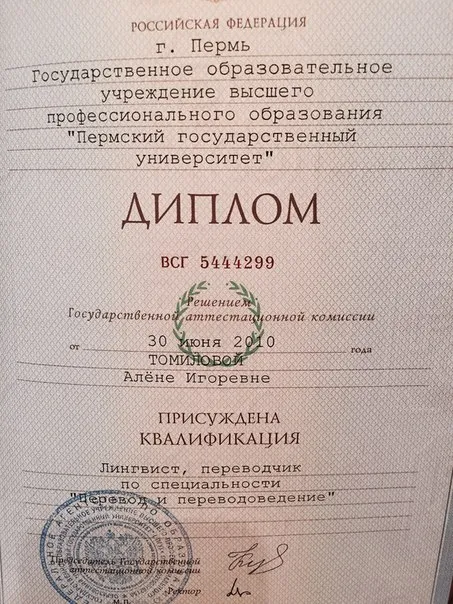 РОССИЙСКАЯ ФЕДЕРАЦИЯ
г. Пермь
Государственное образовательное
учреждение высшего
профессионального образования
"Пермский государственный
университет"
ДИПЛОМ
ВСГ 5444299
Решением
Государственной аттестационной комиссии
от 30 июня 2010 года
ТОМИЛОВОЙ
Алёне Игоревне
ПРИСУЖДЕНА
КВАЛИФИКАЦИЯ
Лингвист, переводчик
по специальности
"Перевод и переводоведение"
Председатель Государственной
аттестационной комиссии
Ректор
М.П.